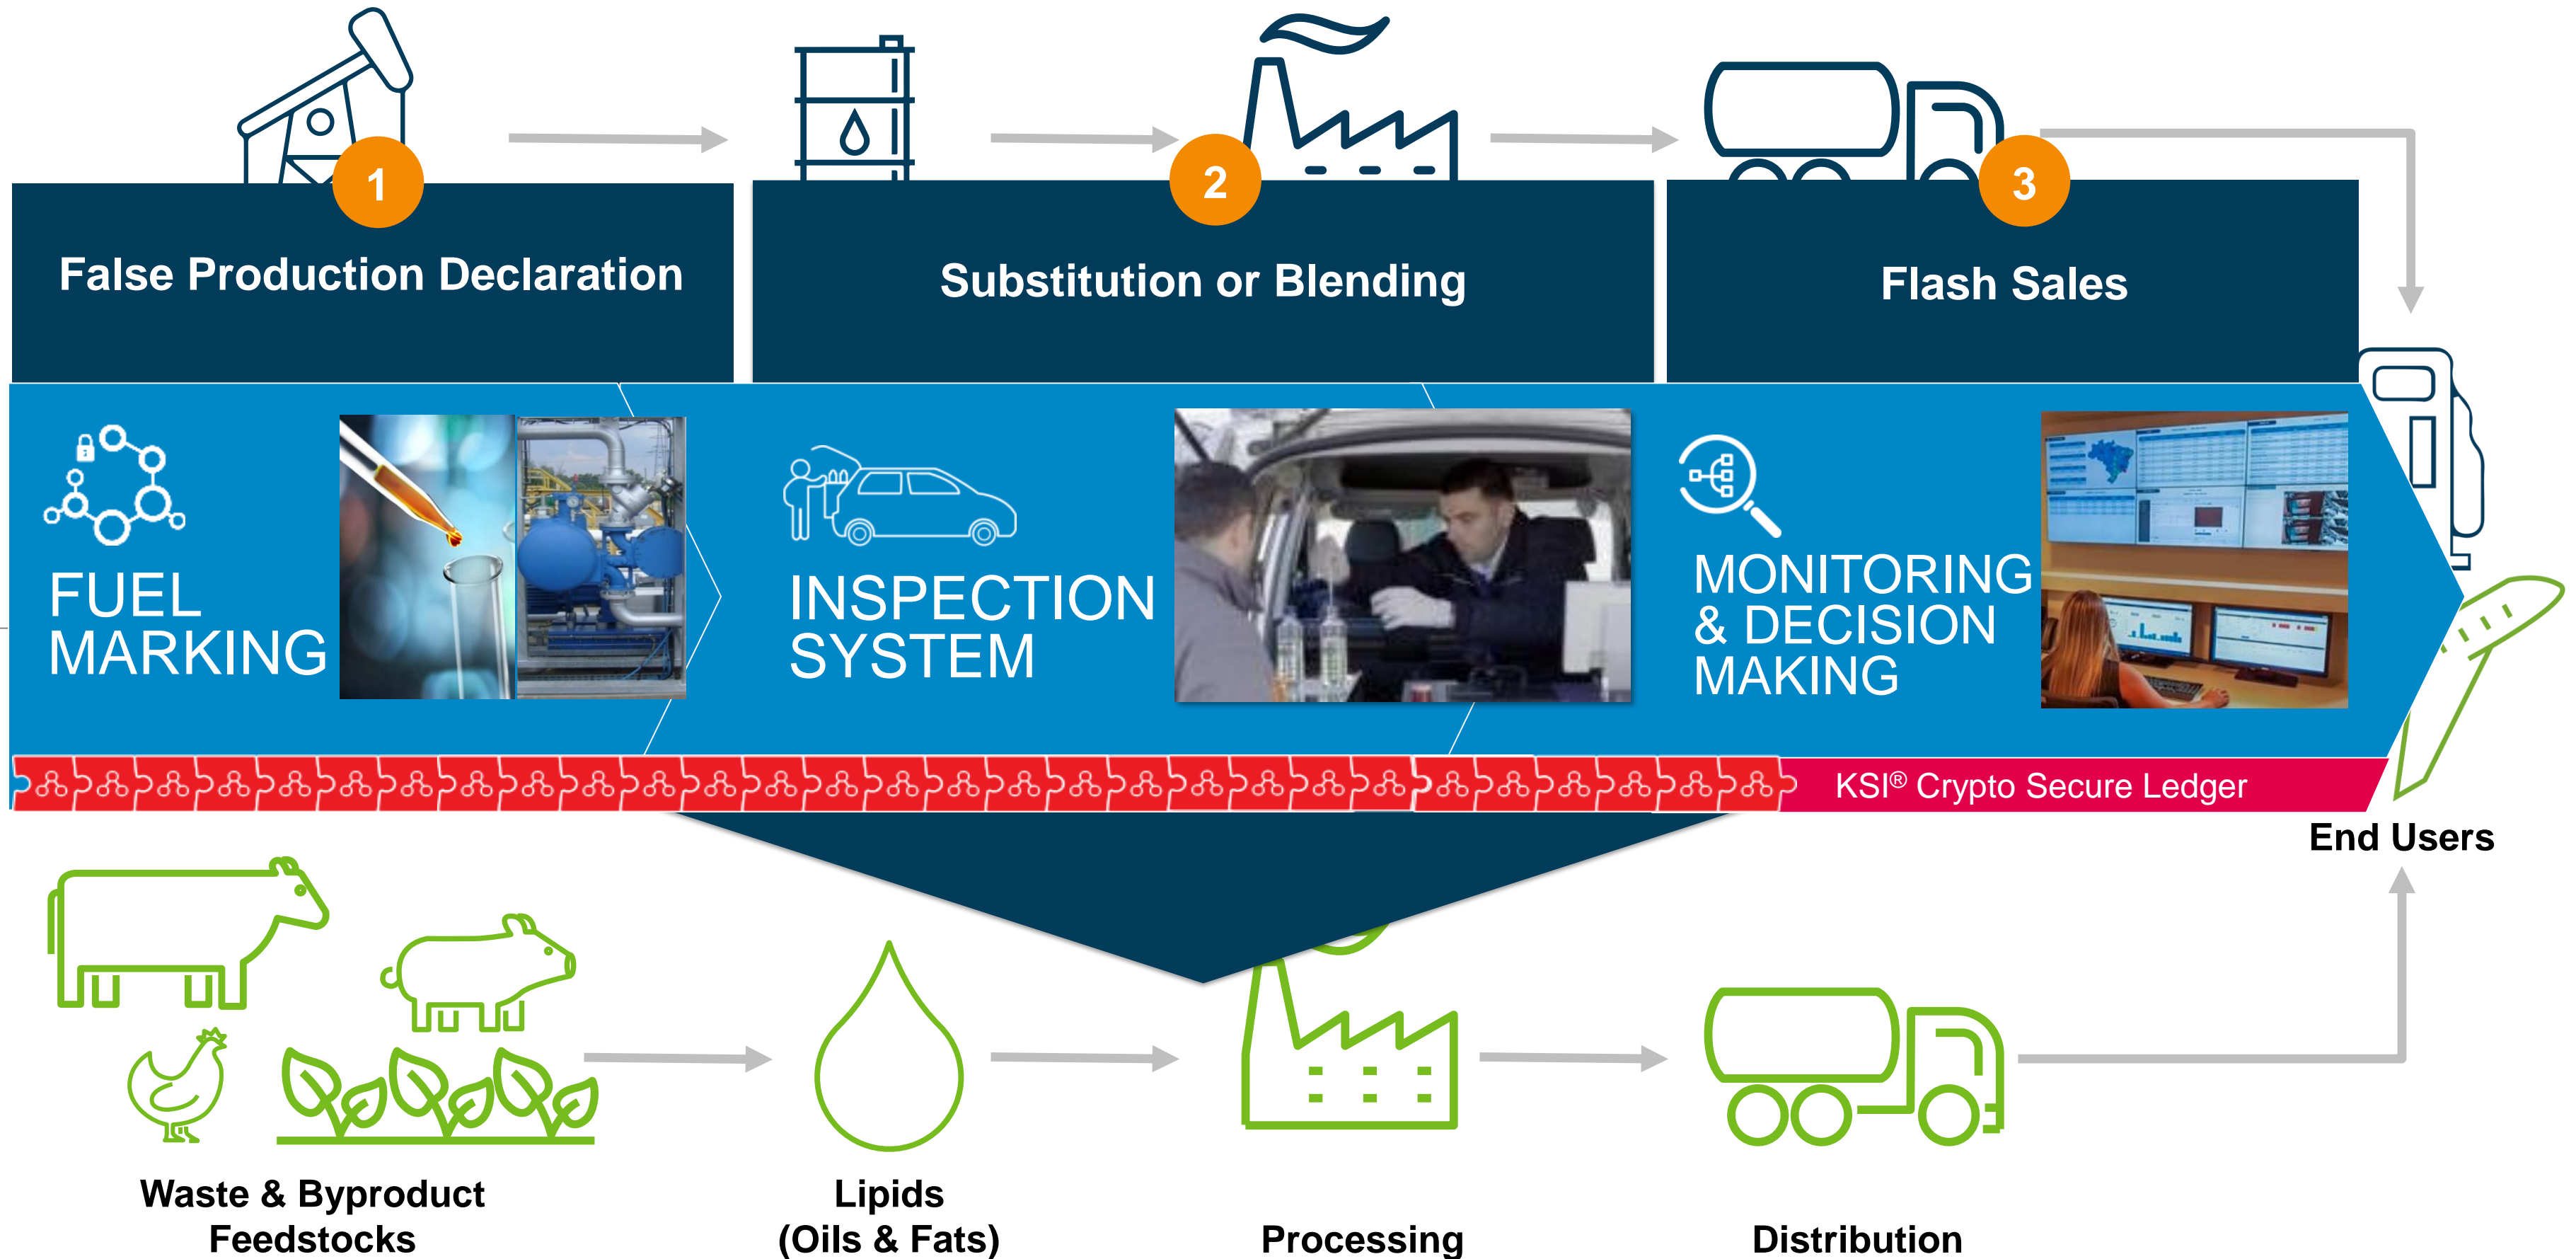 1
2
3
False Production Declaration
Substitution or Blending
Flash Sales
FUEL
MARKING
INSPECTION
SYSTEM
MONITORING
& DECISION
MAKING
KSI® Crypto Secure Ledger
End Users
Waste & Byproduct
Feedstocks
Lipids
(Oils & Fats)
Processing
Distribution